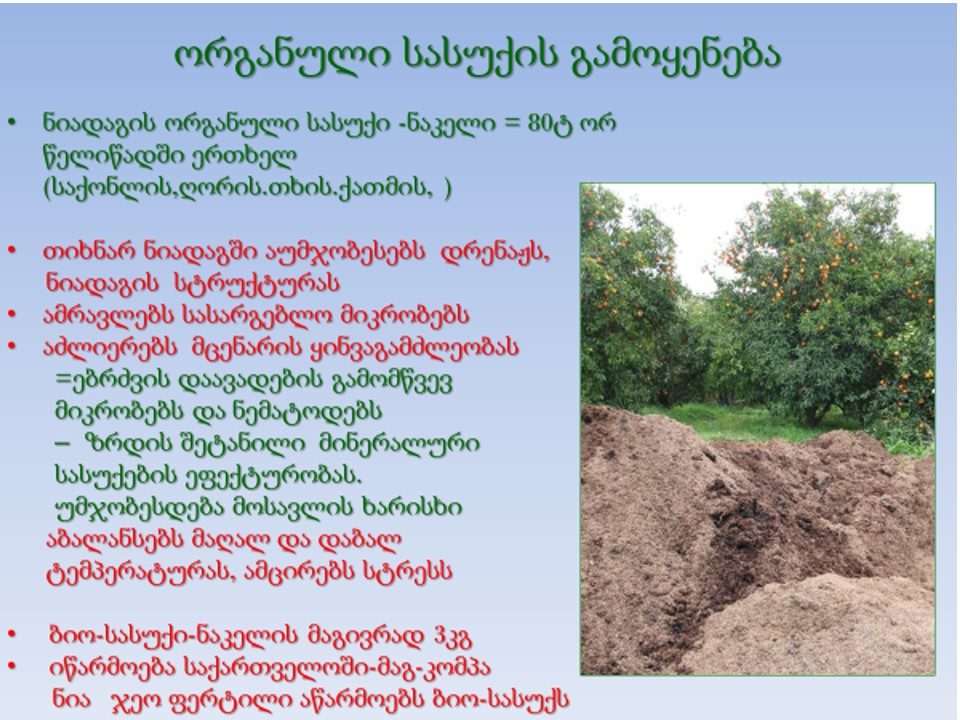 ორგანული სასუქის გამოყენება
• ნიადაგის ორგანული სასუქი -ნაკელი = 80ტ ორ
წელიწადში ერთხელ
(საქონლის,ღორის.თხის.ქათმის, )
• თიხნარ ნიადაგში აუმჯობესებს დრენაჟს,
ნიადაგის სტრუქტურას
• ამრავლებს სასარგებლო მიკრობებს
• აძლიერებს მცენარის ყინვაგამძლეობას
=ებრძვის დაავადების გამომწვევ
მიკრობებს და ნემატოდებს
– ზრდის შეტანილი მინერალური
სასუქების ეფექტურობას.
უმჯობესდება მოსავლის ხარისხი
აბალანსებს მაღალ და დაბალ
ტემპერატურას, ამცირებს სტრესს
• ბიო-სასუქი-ნაკელის მაგივრად 3კგ
• იწარმოება საქართველოში-მაგ-კომპა
ნია ჯეო ფერტილი აწარმოებს ბიო-სასუქს